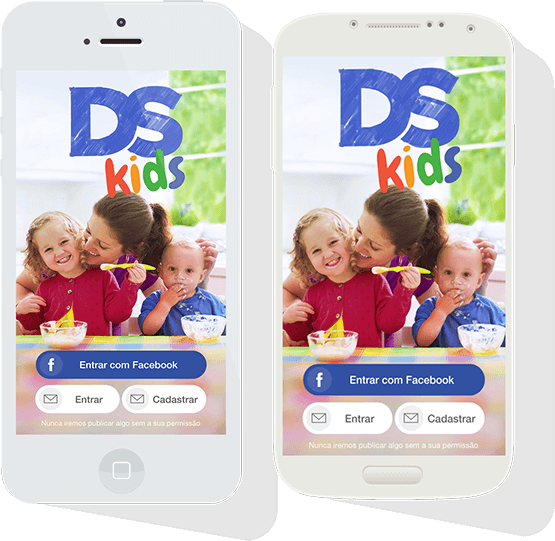 DS
kids
Entrar com Facebook
Entrar
Cadastrar
Nunca iremos publicar algo sem a sua permissão
DS
kids
Entrar com Facebook
Entrar
Cadastrar
Nunca iremos publicar algo sem a sua permissão